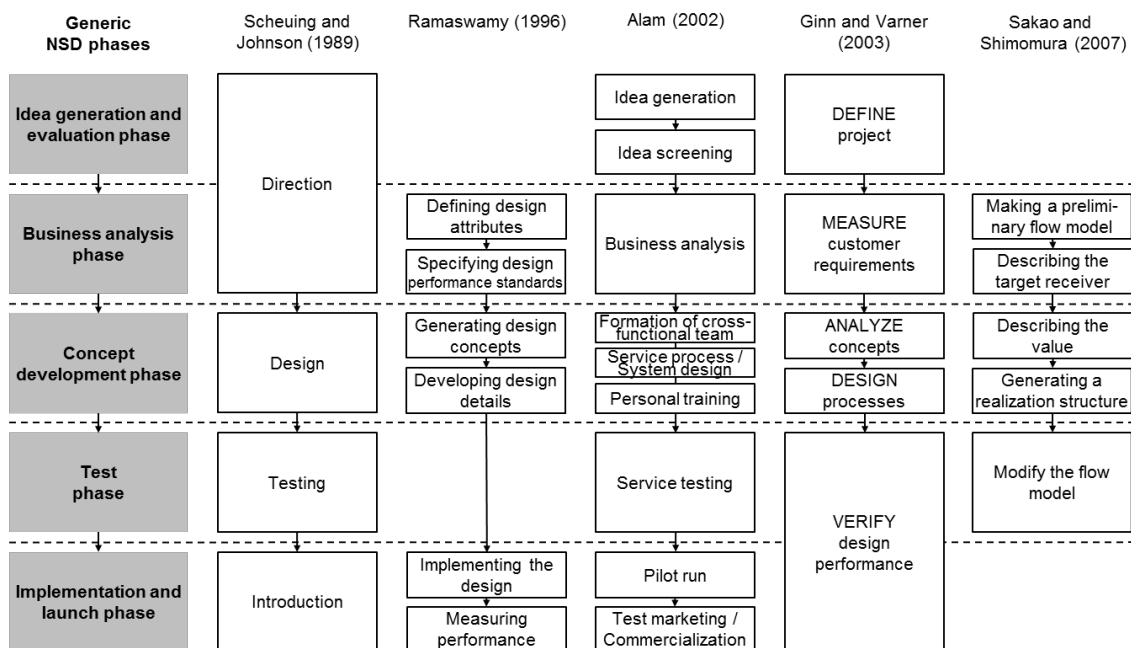 Generic
NSD phases
Scheuing and
Johnson (1989)
Ramaswamy (1996)
Alam (2002)
Ginn and Varner
(2003)
Sakao and
Shimomura (2007)
Idea generation and
evaluation phase
Direction
Idea generation
Idea screening
DEFINE
project
Business analysis
phase
Defining design
attributes
Specifying design
performance standards
Business analysis
MEASURE
customer
requirements
Making a prelimi-
nary flow model
Describing the
target receiver
Concept
development phase
Design
Generating design
concepts
Developing design
details
Formation of cross-
functional team
Service process /
System design
Personal training
ANALYZE
concepts
DESIGN
processes
Describing the
value
Generating a
realization structure
Test
phase
Testing
Service testing
VERIFY
design
performance
Modify the flow
model
Implementation and
launch phase
Introduction
Implementing the
design
Measuring
performance
Pilot run
Test marketing /
Commercialization